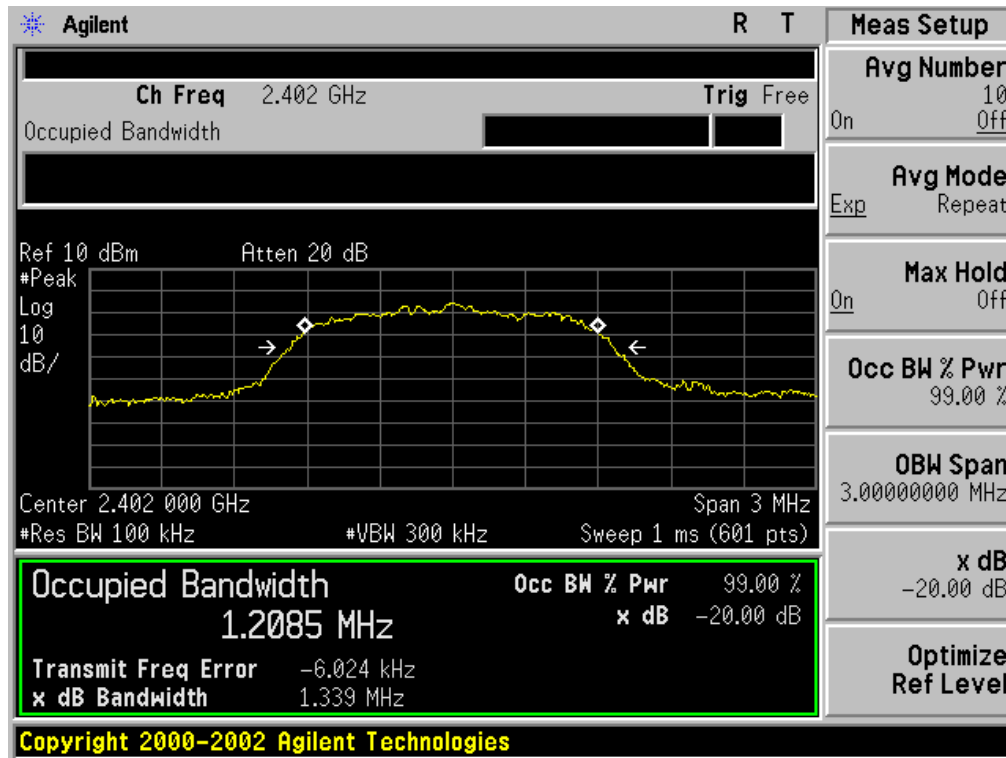 Agilent R T
Ch Freq 2.402 GHz Trig Free
Occupied Bandwidth
Ref 10 dBm Atten 20 dB
#Peak
Log
10
dB/
Center 2.402 000 GHz Span 3 MHz
#Res BW 100 kHz #VBW 300 kHz Sweep 1 ms (601 pts)
Occupied Bandwidth Occ BW % Pwr 99.00 %
1.2085 MHz x dB -20.00 dB
Transmit Freq Error -6.024 kHz
x dB Bandwidth 1.339 MHz
Copyright 2000-2002 Agilent Technologies
Meas Setup
Avg Number
10
On Off
Avg Mode
Exp Repeat
Max Hold
On Off
Occ BW % Pwr
99.00 %
OBW Span
3.00000000 MHz
x dB
-20.00 dB
Optimize
Ref Level